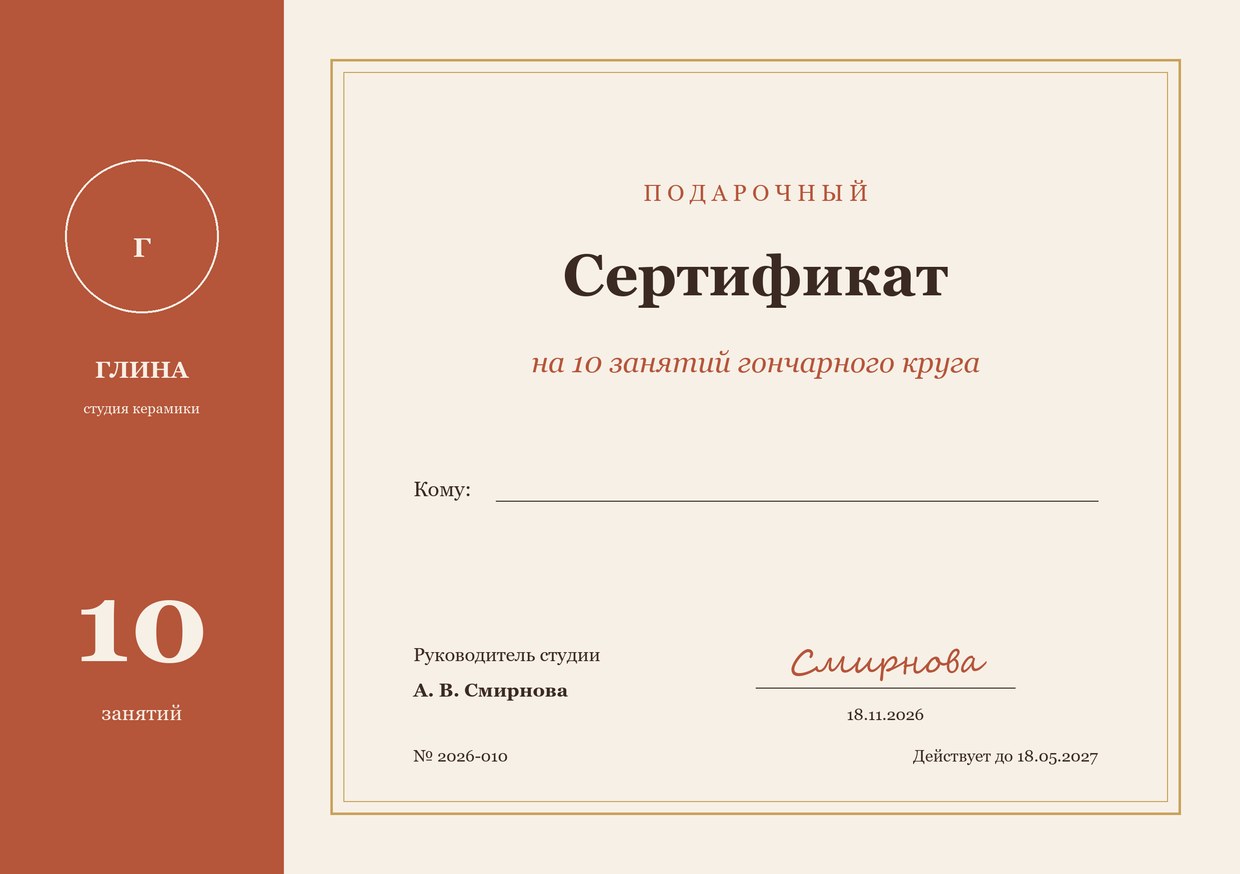 Г
ГЛИНА
студия керамики
10
занятий
ПОДАРОЧНЫЙ
Сертификат
на 10 занятий гончарного круга
Кому:
Руководитель студии
А. В. Смирнова
Смирнова
18.11.2026
№ 2026-010
Действует до 18.05.2027